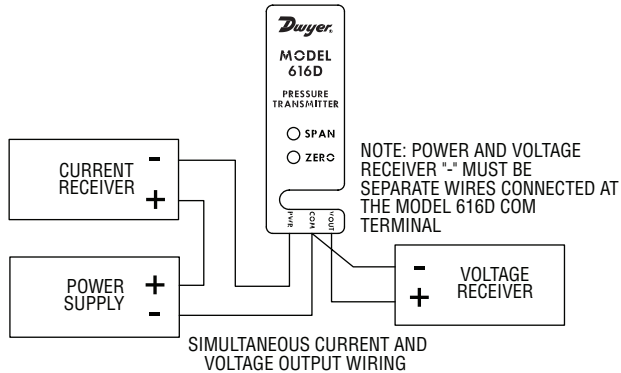 Dwyer.
MODEL
616D
PRESSURE
TRANSMITTER
SPAN
ZERO
PWR
COM
VOUT
CURRENT
RECEIVER
-
+
POWER
SUPPLY
+
-
NOTE: POWER AND VOLTAGE
RECEIVER "-" MUST BE
SEPARATE WIRES CONNECTED AT
THE MODEL 616D COM
TERMINAL
-
+
VOLTAGE
RECEIVER
SIMULTANEOUS CURRENT AND
VOLTAGE OUTPUT WIRING